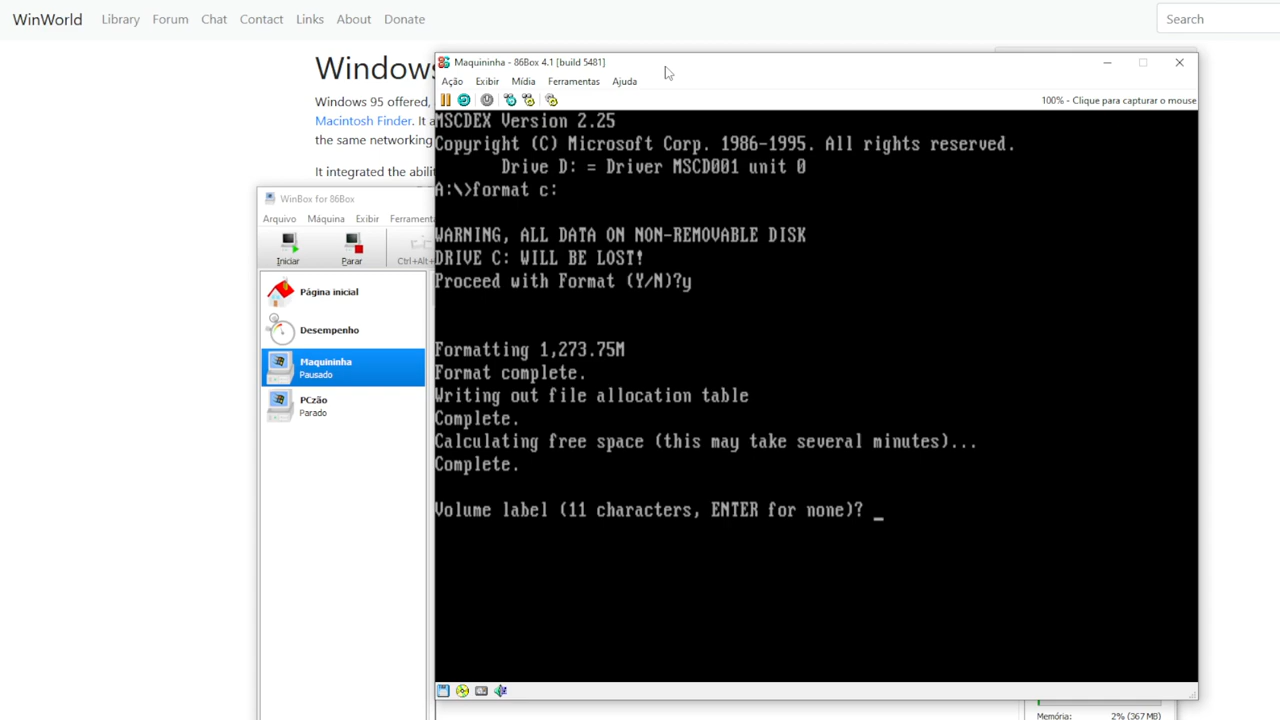 WinWorld Library Forum Chat Contact Links About Donate Search
Windows
Windows 95 offered,
Macintosh Finder. It a
the same networking
It integrated the abilit
WinBox for 86Box
Arquivo Máquina Exibir Ferramenta
Iniciar Parar Ctrl+Alt+
Página inicial
Desempenho
Maquininha
Pausado
PCzão
Parado
Maquininha - 86Box 4.1 [build 5481]
Ação Exibir Mídia Ferramentas Ajuda
100% - Clique para capturar o mouse
MSCDEX Version 2.25
Copyright (C) Microsoft Corp. 1986-1995. All rights reserved.
Drive D: = Driver MSCD001 unit 0
A:\>format c:
WARNING, ALL DATA ON NON-REMOVABLE DISK
DRIVE C: WILL BE LOST!
Proceed with Format (Y/N)?y
Formatting 1,273.75M
Format complete.
Writing out file allocation table
Complete.
Calculating free space (this may take several minutes)...
Complete.
Volume label (11 characters, ENTER for none)? _
Memória: 2% (367 MB)